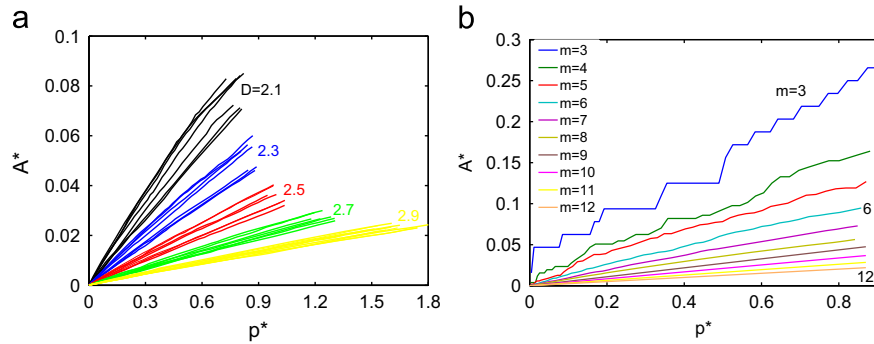 a
0.1
0.08
0.06
0.04
0.02
0
A*
D=2.1
2.3
2.5
2.7
2.9
0 0.3 0.6 0.9 1.2 1.5 1.8
p*
b
0.3
0.25
0.2
0.15
0.1
0.05
0
A*
m=3
m=4
m=5
m=6
m=7
m=8
m=9
m=10
m=11
m=12
m=3
6
12
0 0.2 0.4 0.6 0.8
p*